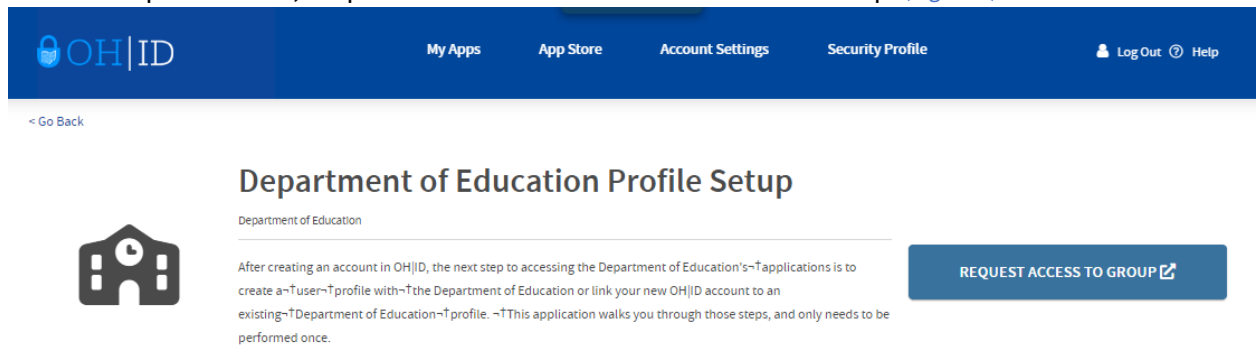 OH|ID
My Apps
App Store
Account Settings
Security Profile
Log Out
Help
< Go Back
Department of Education Profile Setup
Department of Education
After creating an account in OH|ID, the next step to accessing the Department of Education's¬†applications is to
create a¬†user¬†profile with¬†the Department of Education or link your new OH|ID account to an
existing¬†Department of Education¬†profile. ¬†This application walks you through those steps, and only needs to be
performed once.
REQUEST ACCESS TO GROUP